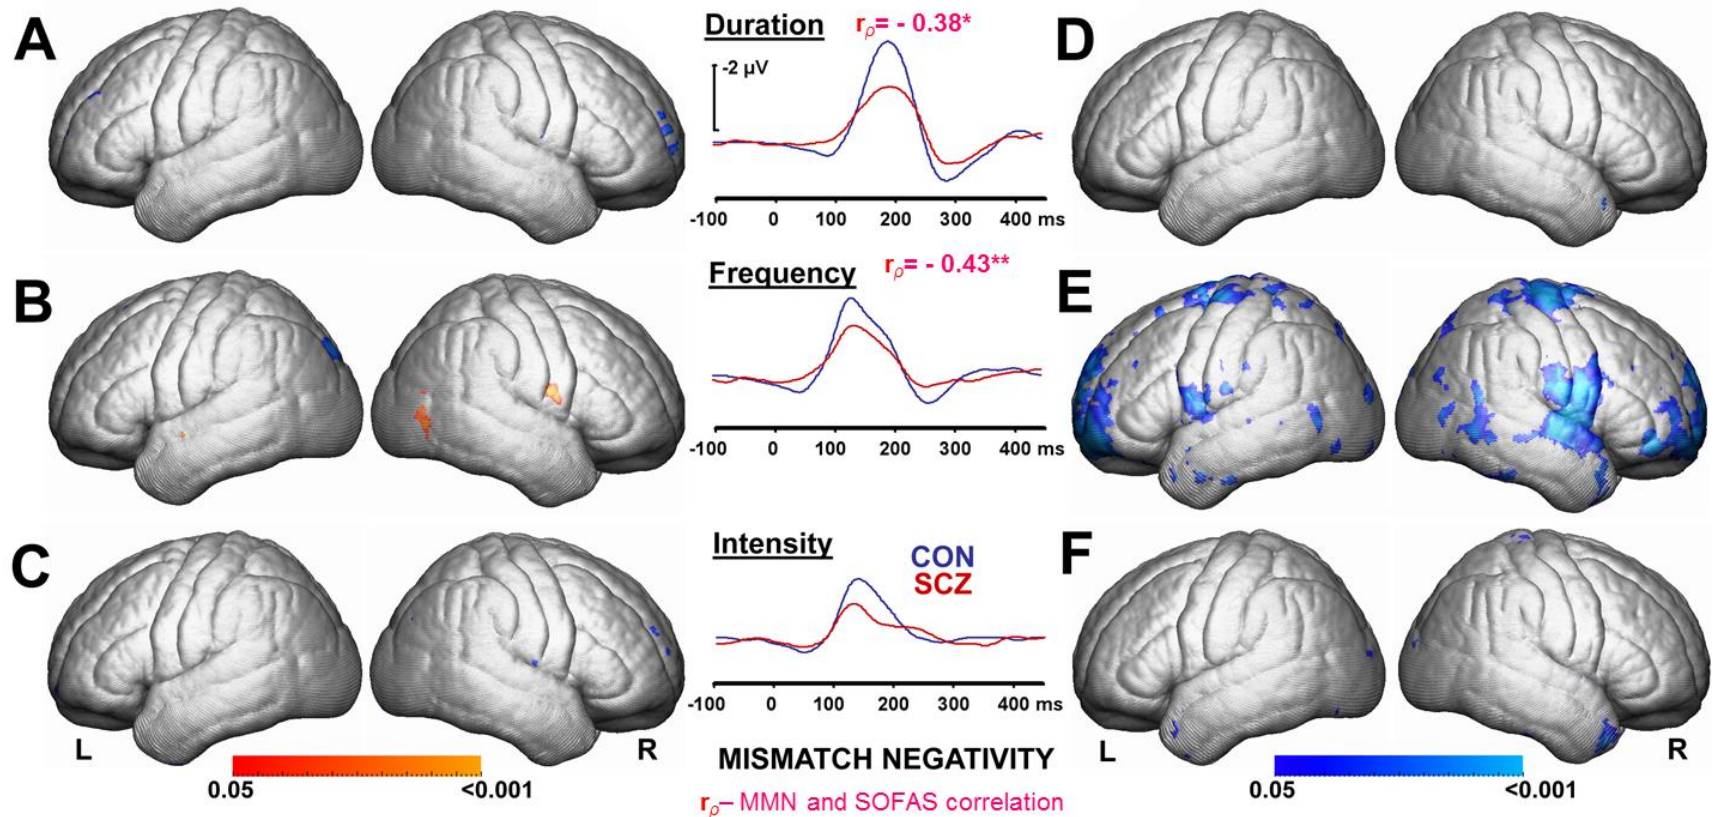 A
Duration
rρ= - 0.38*
-2 µV
-100 0 100 200 300 400 ms
D
B
Frequency
rρ= - 0.43**
-100 0 100 200 300 400 ms
E
C
Intensity
CON
SCZ
-100 0 100 200 300 400 ms
F
L
R
0.05 <0.001
MISMATCH NEGATIVITY
rρ– MMN and SOFAS correlation
L
R
0.05 <0.001